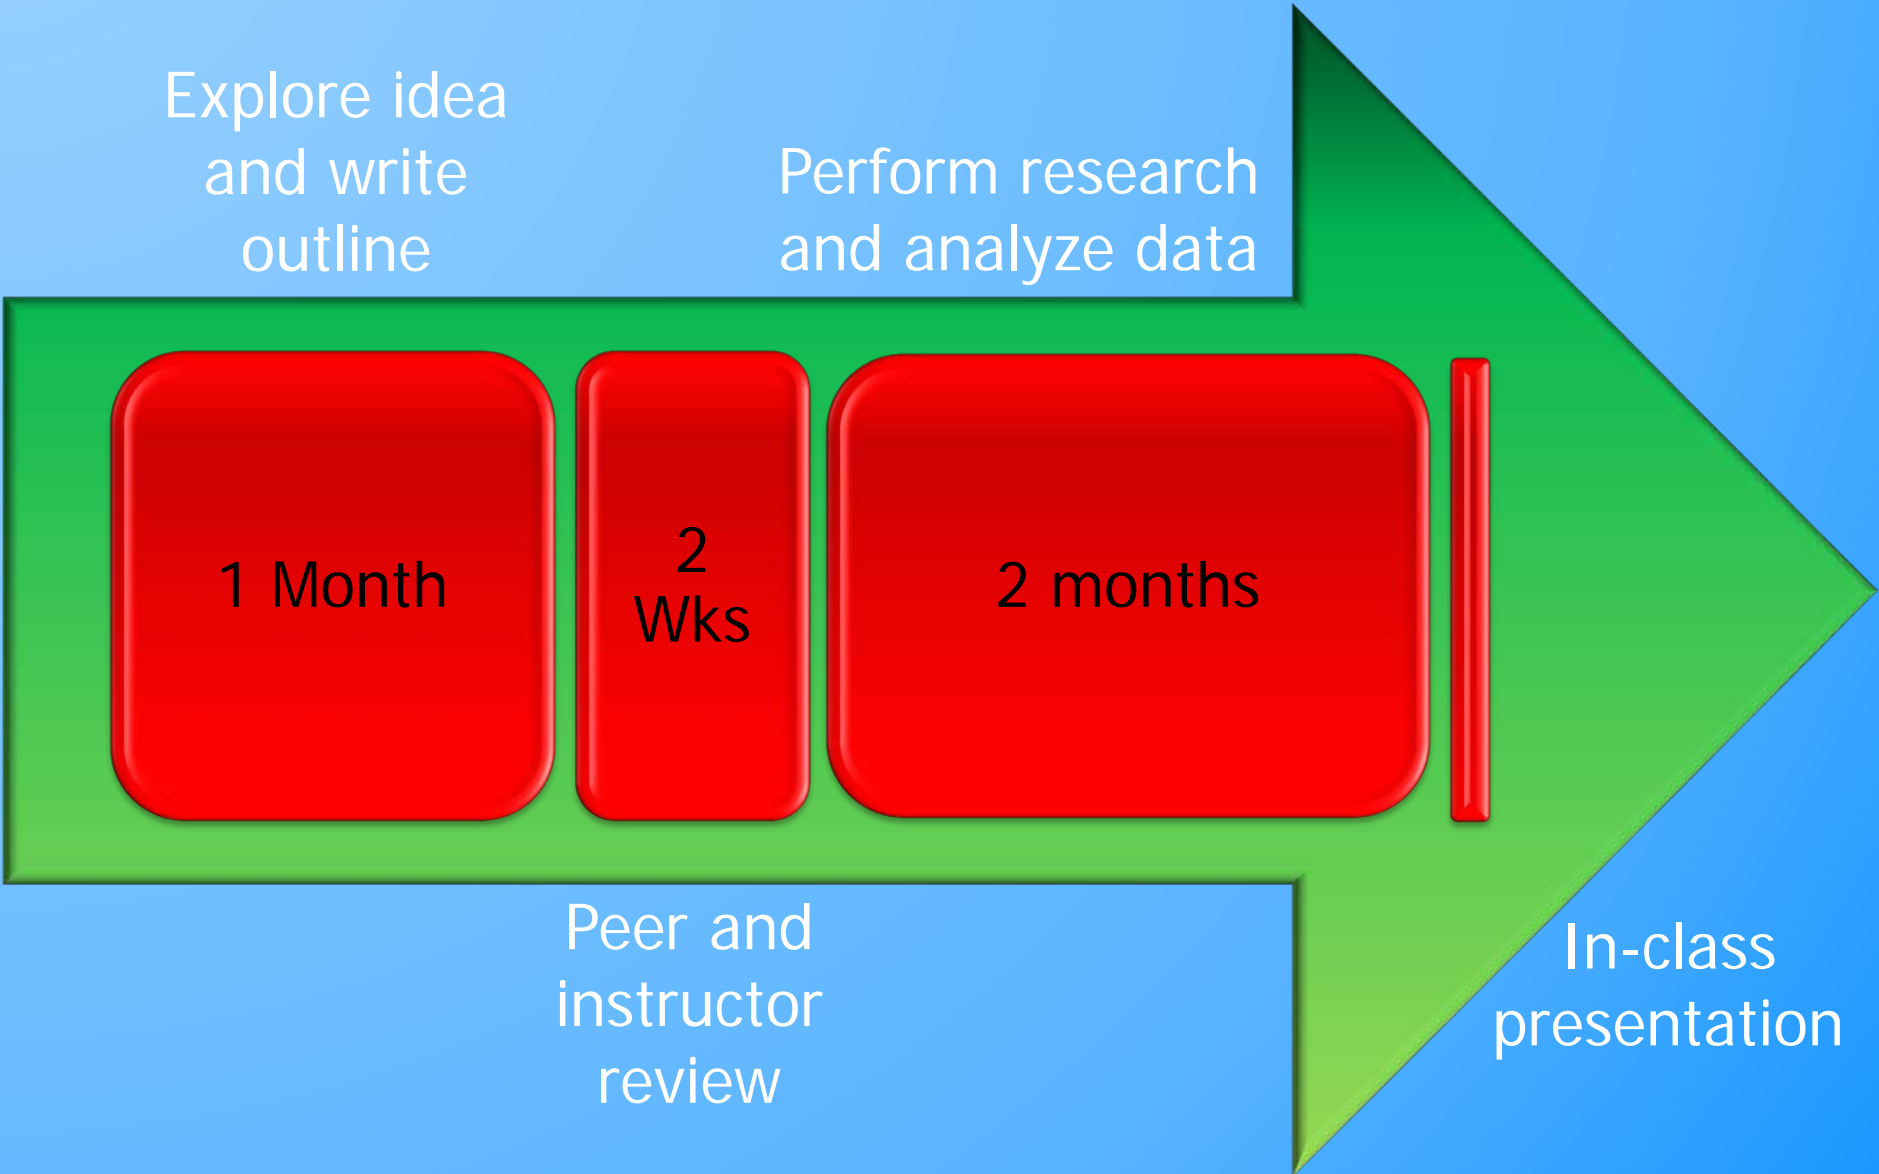 Explore idea
and write
outline
Perform research
and analyze data
1 Month
2
Wks
2 months
Peer and
instructor
review
In-class
presentation